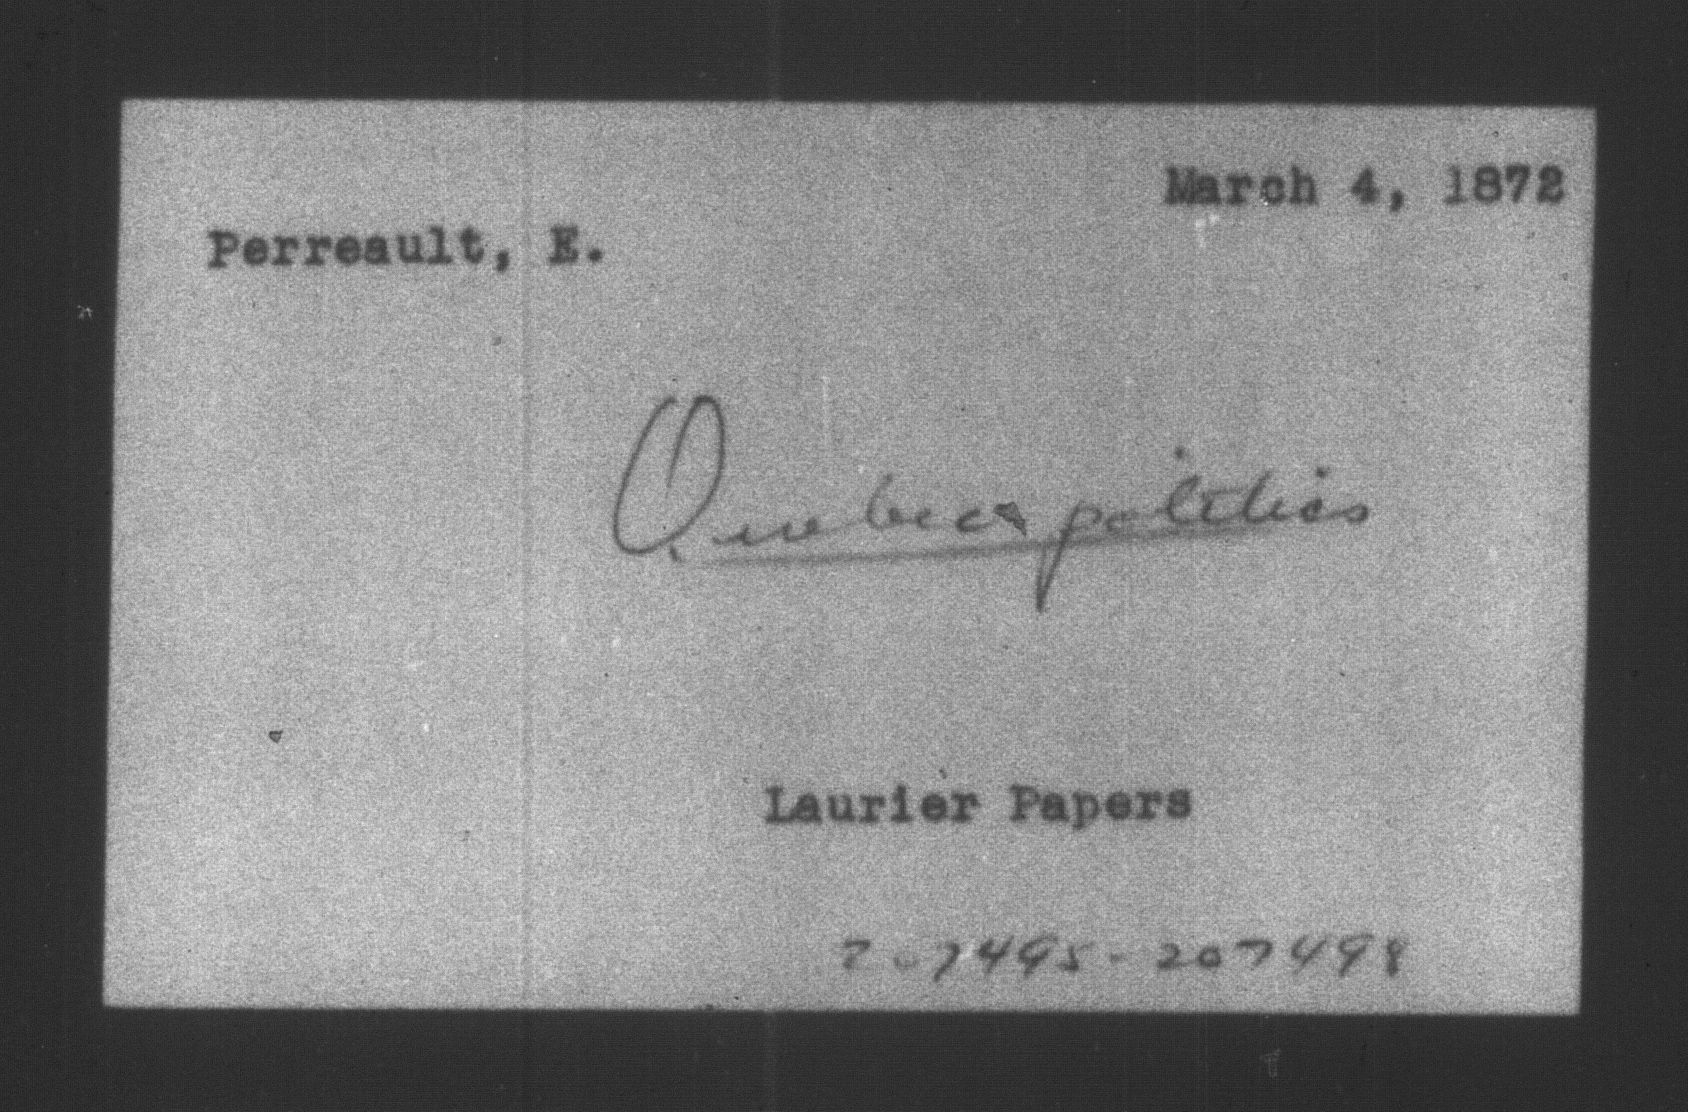 March 4, 1872
Perreault, E.
Quebec politics
Laurier Papers
207495-207498